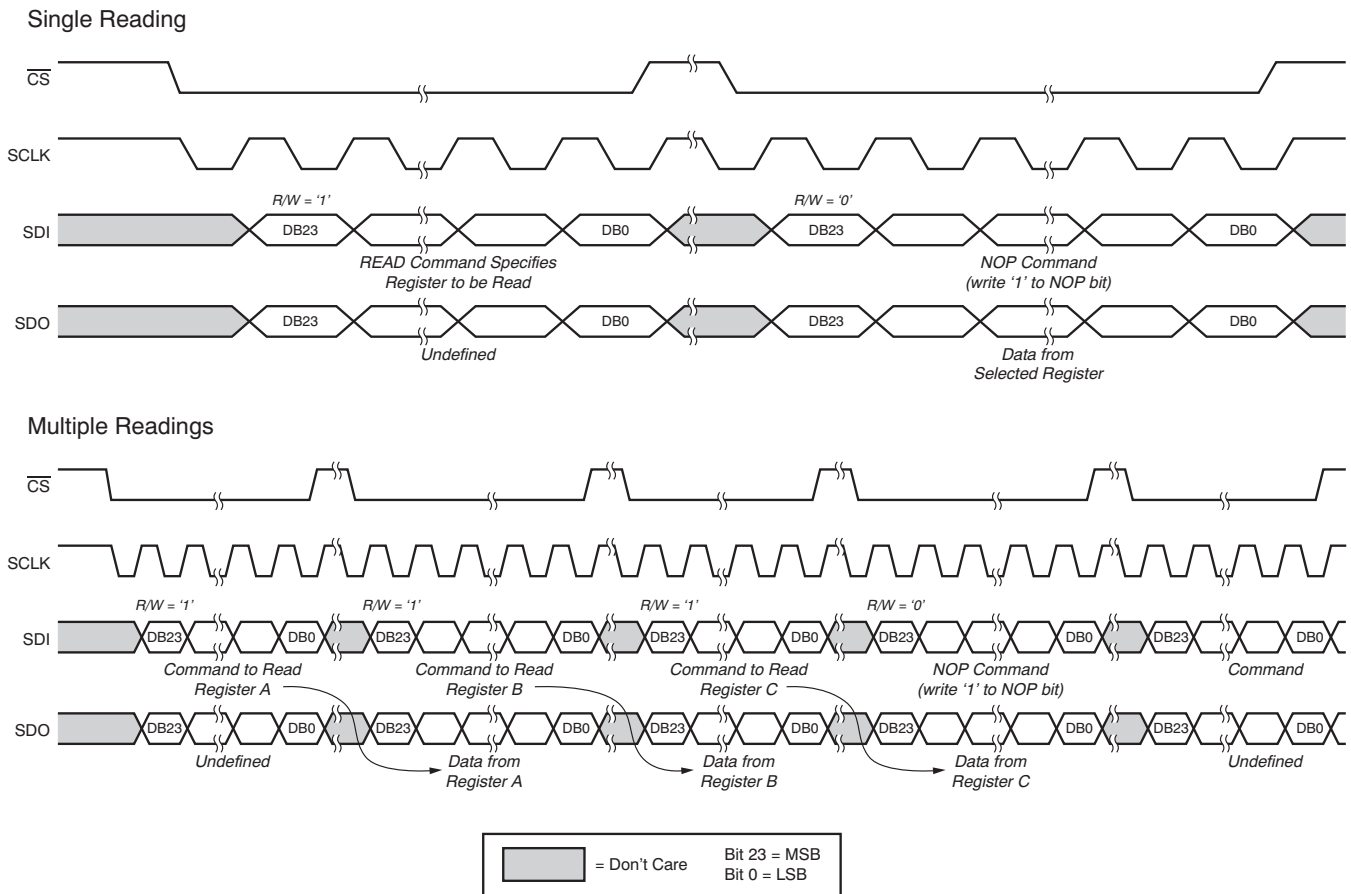 Single Reading
CS
SCLK
R/W = ‘1’
R/W = ‘0’
SDI
DB23
DB0
DB23
DB0
READ Command Specifies
Register to be Read
NOP Command
(write ‘1’ to NOP bit)
SDO
DB23
DB0
DB23
DB0
Undefined
Data from
Selected Register
Multiple Readings
CS
SCLK
R/W = ‘1’
R/W = ‘1’
R/W = ‘1’
R/W = ‘0’
SDI
DB23
DB0
DB23
DB0
DB23
DB0
DB23
DB0
DB23
DB0
Command to Read
Register A
Command to Read
Register B
Command to Read
Register C
NOP Command
(write ‘1’ to NOP bit)
Command
SDO
DB23
DB0
DB23
DB0
DB23
DB0
DB23
DB0
DB23
DB0
Undefined
Data from
Register A
Data from
Register B
Data from
Register C
Undefined
= Don't Care
Bit 23 = MSB
Bit 0 = LSB